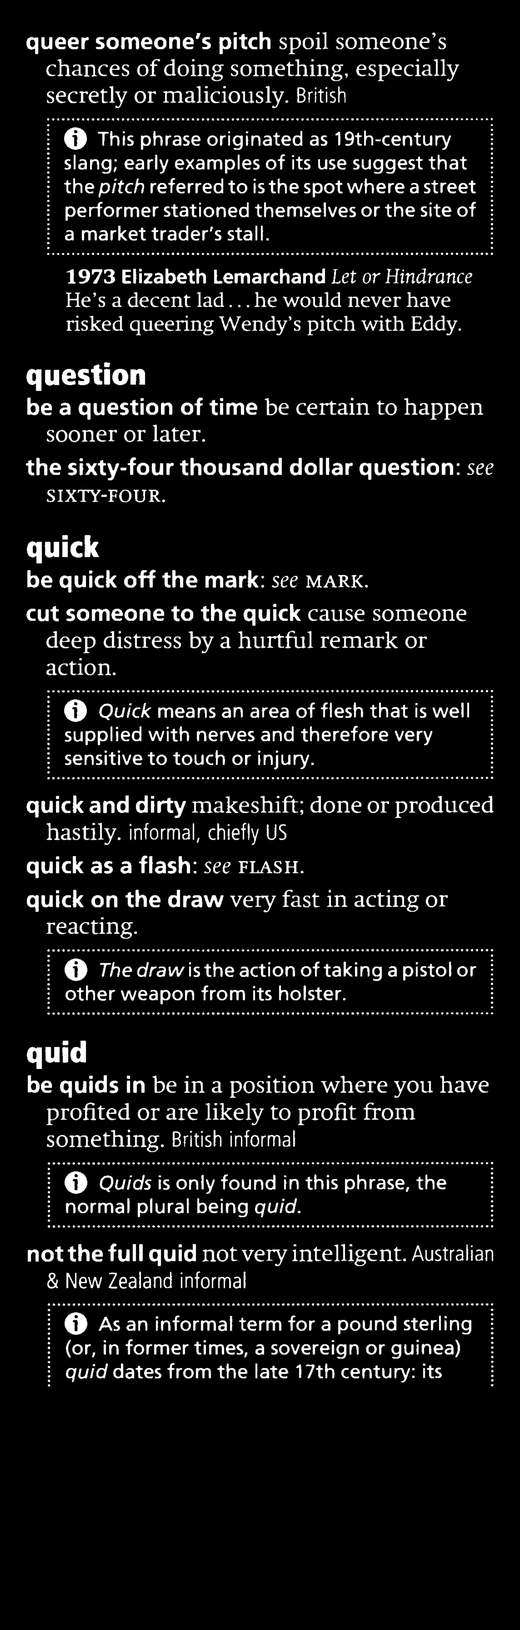 queer someone's pitch spoil someone's
chances of doing something, especially
secretly or maliciously. British
This phrase originated as 19th-century
slang; early examples of its use suggest that
the pitch referred to is the spot where a street
performer stationed themselves or the site of
a market trader's stall.
1973 Elizabeth Lemarchand Let or Hindrance
He's a decent lad...he would never have
risked queering Wendy's pitch with Eddy.
question
be a question of time be certain to happen
sooner or later.
the sixty-four thousand dollar question: see
SIXTY-FOUR.
quick
be quick off the mark: see MARK.
cut someone to the quick cause someone
deep distress by a hurtful remark or
action.
Quick means an area of flesh that is well
supplied with nerves and therefore very
sensitive to touch or injury.
quick and dirty makeshift; done or produced
hastily. informal, chiefly US
quick as a flash: see FLASH.
quick on the draw very fast in acting or
reacting.
The draw is the action of taking a pistol or
other weapon from its holster.
quid
be quids in be in a position where you have
profited or are likely to profit from
something. British informal
Quids is only found in this phrase, the
normal plural being quid.
not the full quid not very intelligent. Australian
& New Zealand informal
As an informal term for a pound sterling
(or, in former times, a sovereign or guinea)
quid dates from the late 17th century: its